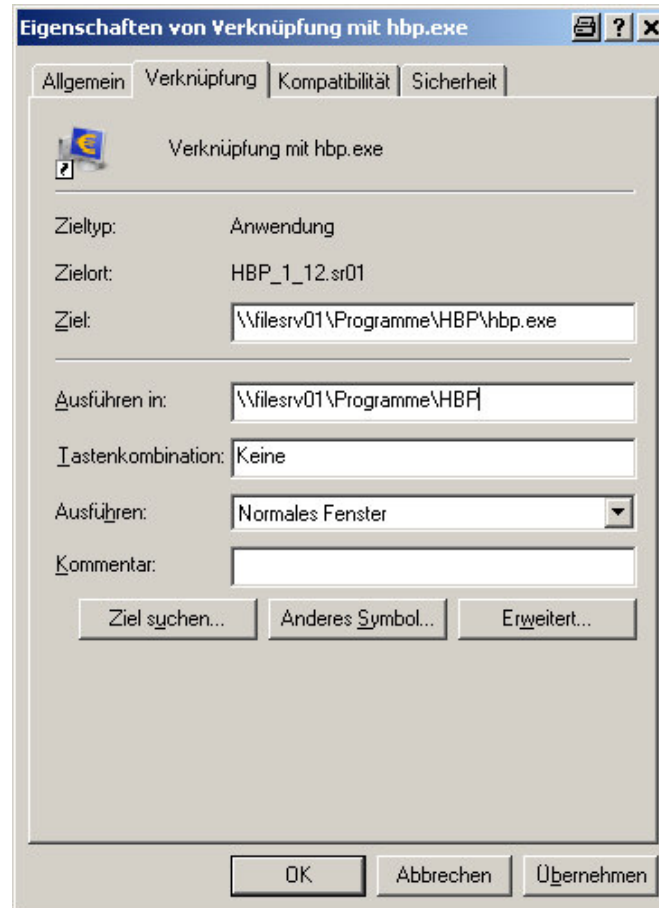 Eigenschaften von Verknüpfung mit hbp.exe
Allgemein Verknüpfung Kompatibilität Sicherheit
Verknüpfung mit hbp.exe
Zieltyp: Anwendung
Zielort: HBP_1_12.sr01
Ziel: \\filesrv01\Programme\HBP\hbp.exe
Ausführen in: \\filesrv01\Programme\HBP
Tastenkombination: Keine
Ausführen: Normales Fenster
Kommentar:
Ziel suchen... Anderes Symbol... Erweitert...
OK Abbrechen Übernehmen